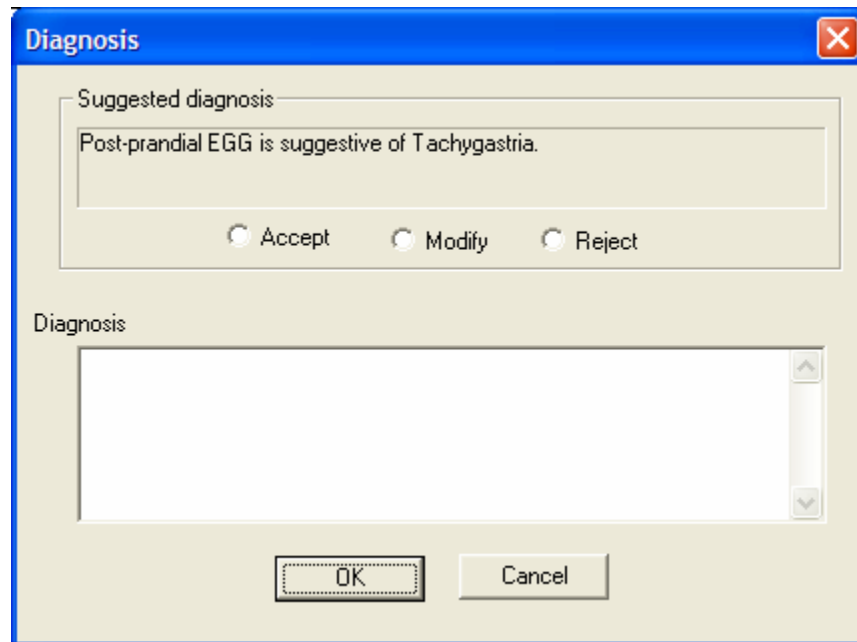 Diagnosis
Suggested diagnosis
Post-prandial EGG is suggestive of Tachygastria.
Accept Modify Reject
Diagnosis
OK Cancel